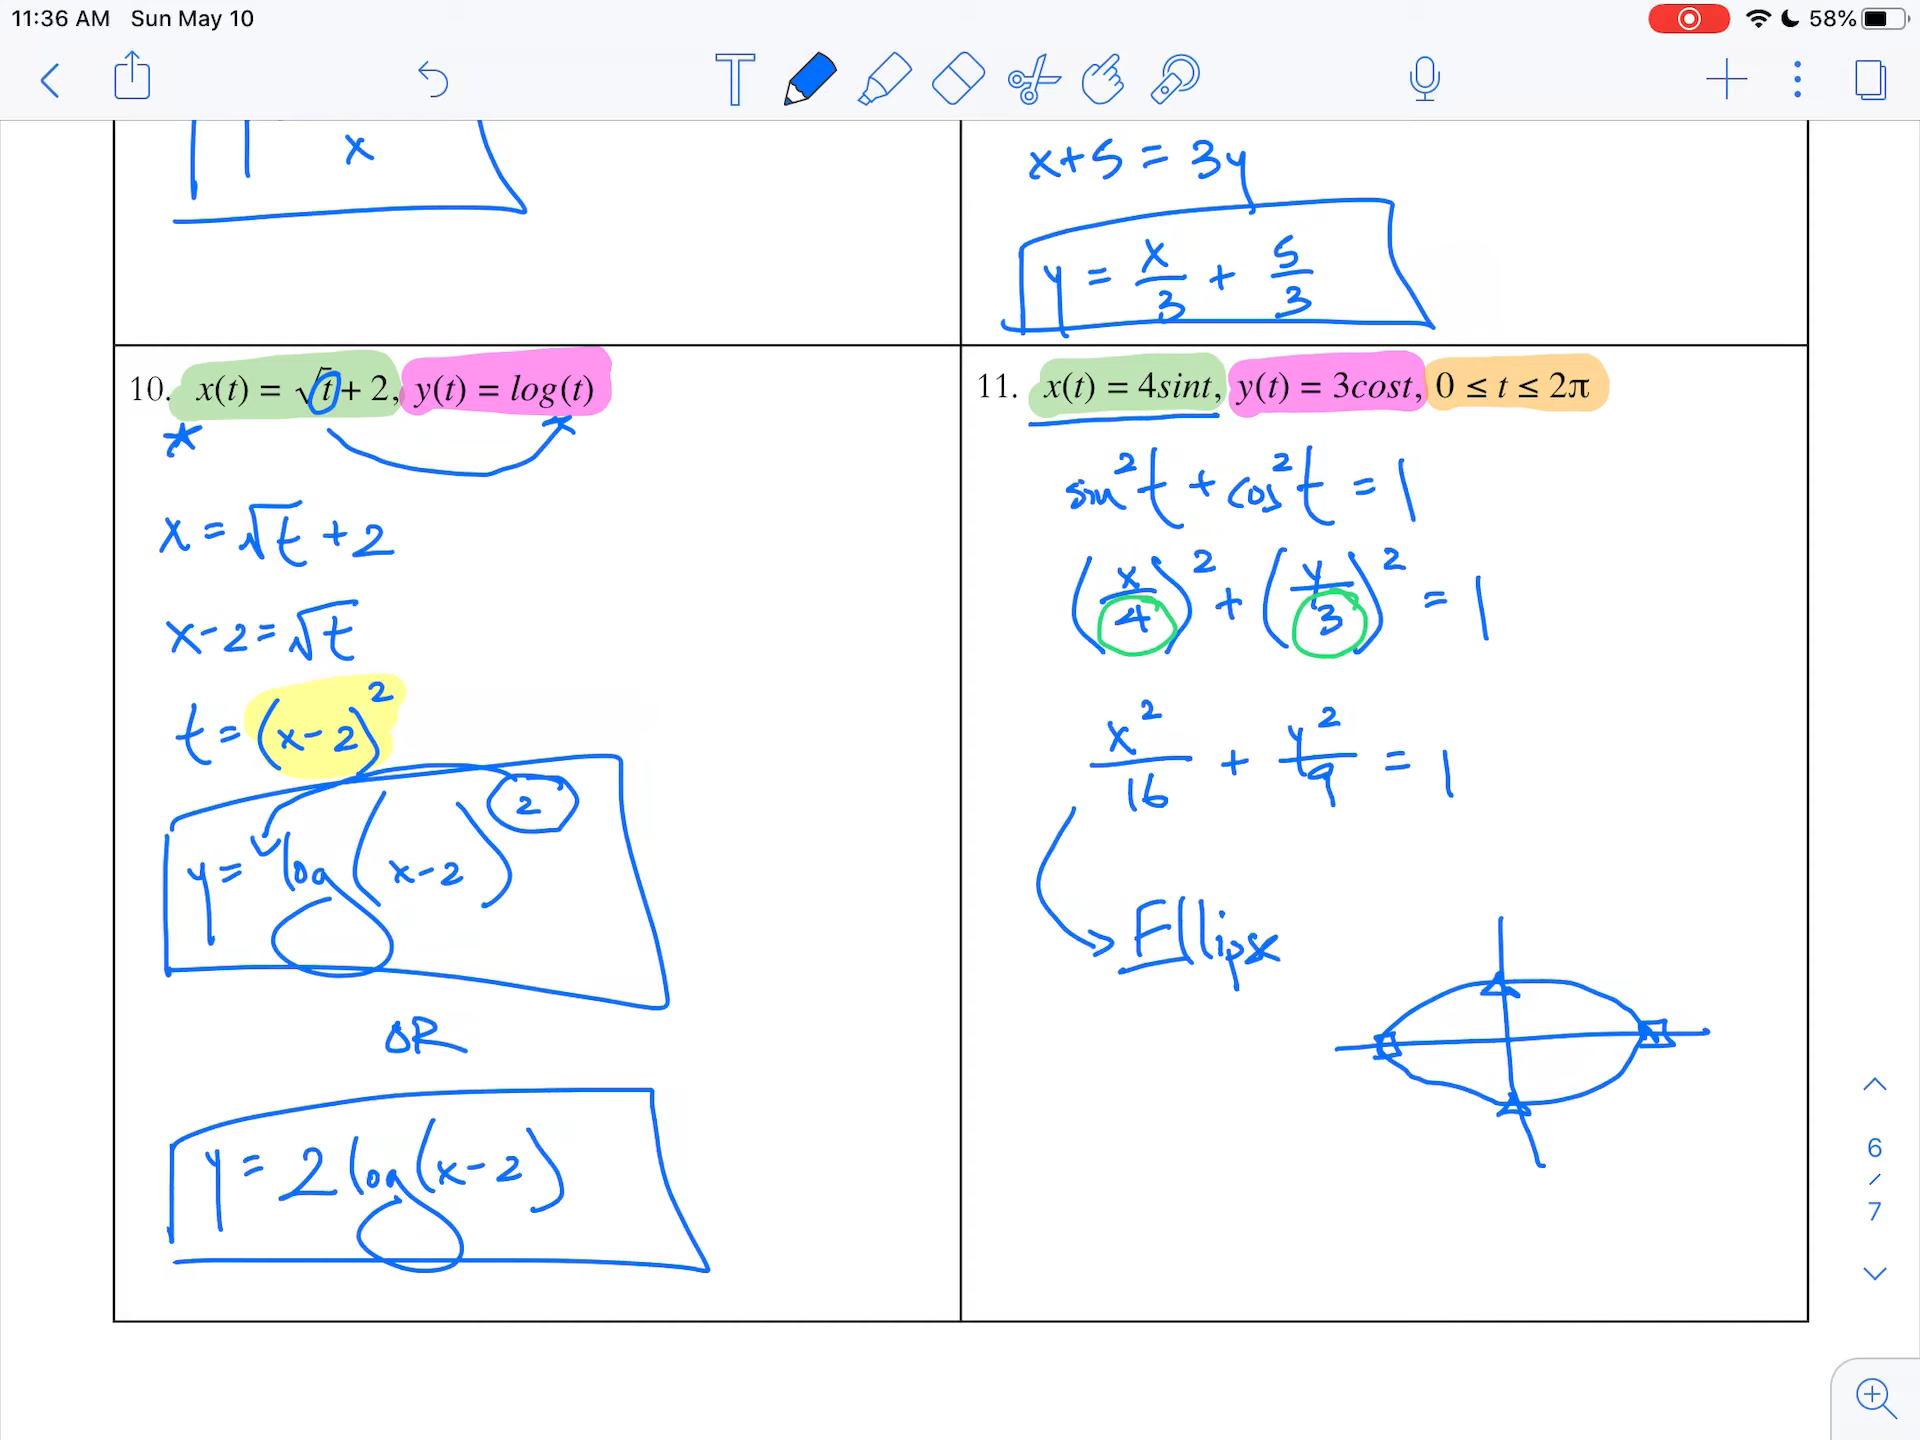 11:36 AM Sun May 10
58%
T
x
x+5 = 3y
y = x/3 + 5/3
10. x(t) = √t + 2, y(t) = log(t)
x = √t + 2
x-2 = √t
t = (x-2)²
y = log (x-2)²
OR
y = 2 log(x-2)
11. x(t) = 4sint, y(t) = 3cost, 0 ≤ t ≤ 2π
sin²t + cos²t = 1
(x/4)² + (y/3)² = 1
x²/16 + y²/9 = 1
Ellipse
6
/
7